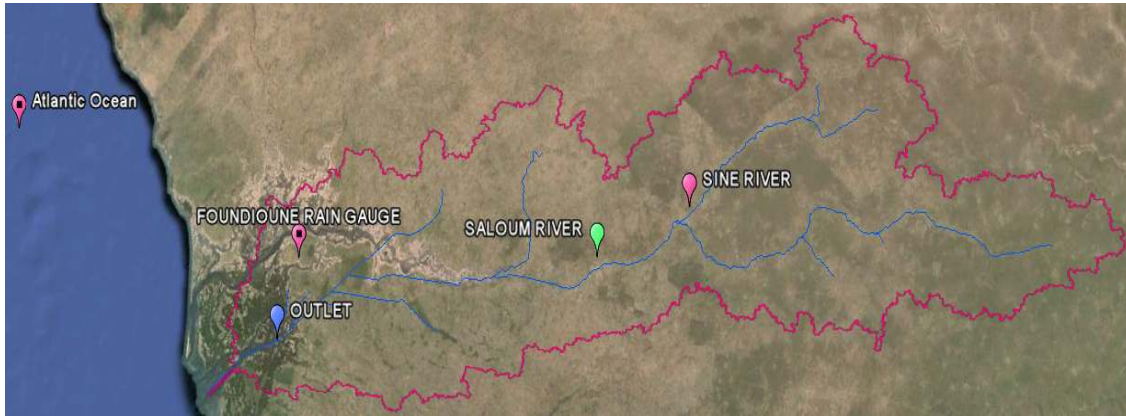 Atlantic Ocean
SINE RIVER
FOUNDIOUNE RAIN GAUGE
SALOUM RIVER
OUTLET